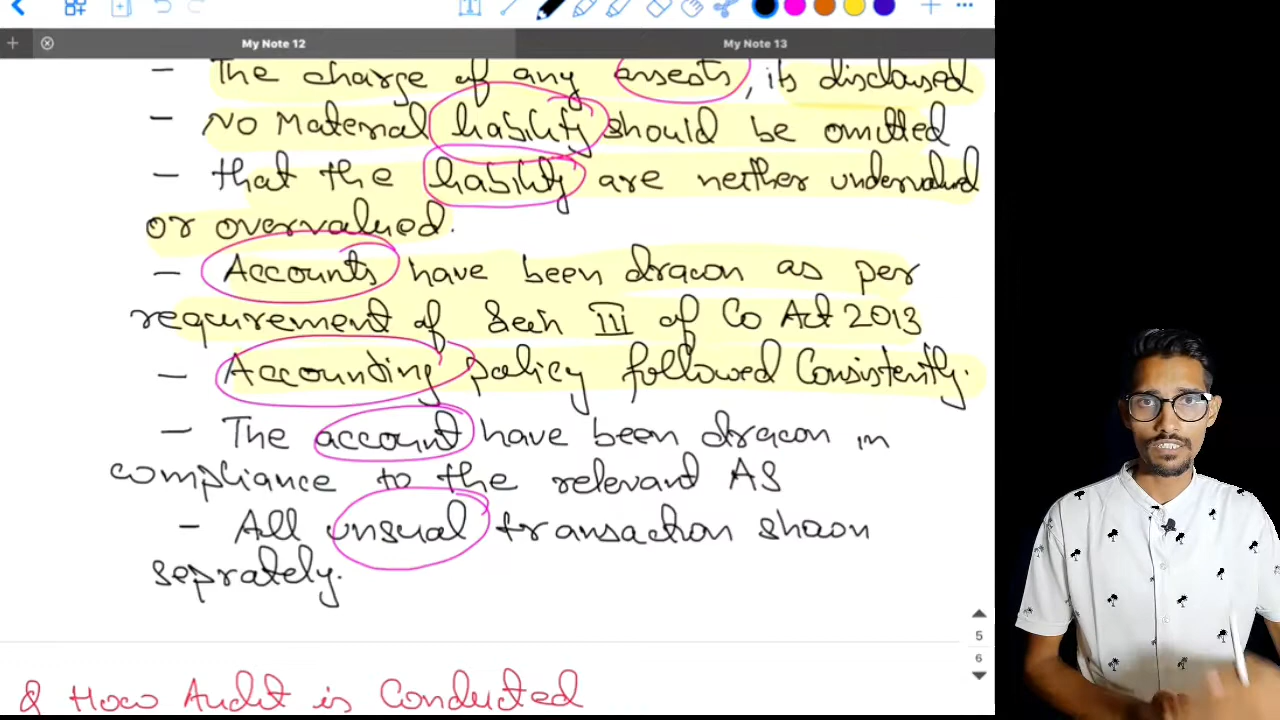 My Note 12
My Note 13
- The charge of any assests, its disclosed
- No Material liability should be omitted
- that the liability are neither undervalued
or overvalued.
- Accounts have been drawn as per
requirement of Sch III of Co Act 2013
- Accounting policy followed Consistently.
- The account have been drawn in
compliance to the relevant AS
- All unsual transaction shown
seprately.
5
6
Q How Audit is Conducted